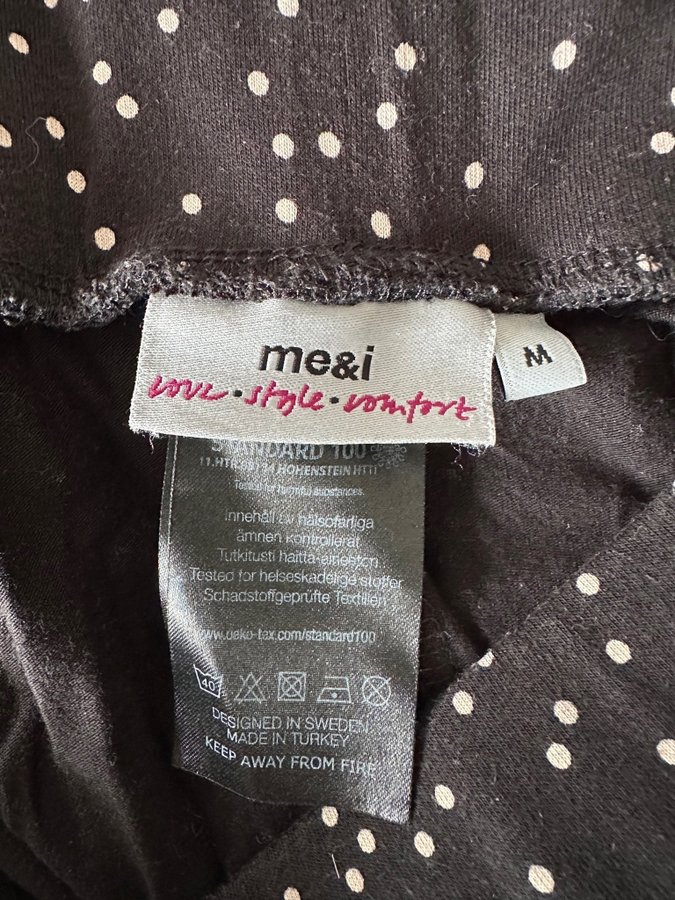 me&i
love • style • comfort
M
STANDARD 100
HOHENSTEIN HTTI
Tested for harmful substances.
Innehåll av hälsofarliga
ämnen kontrollerat
Tutkitusti haitta-aineeton
Tested for helseskadelige stoffer
Schadstoffgeprüfte Textilien
www.oeko-tex.com/standard100
40
DESIGNED IN SWEDEN
MADE IN TURKEY
KEEP AWAY FROM FIRE